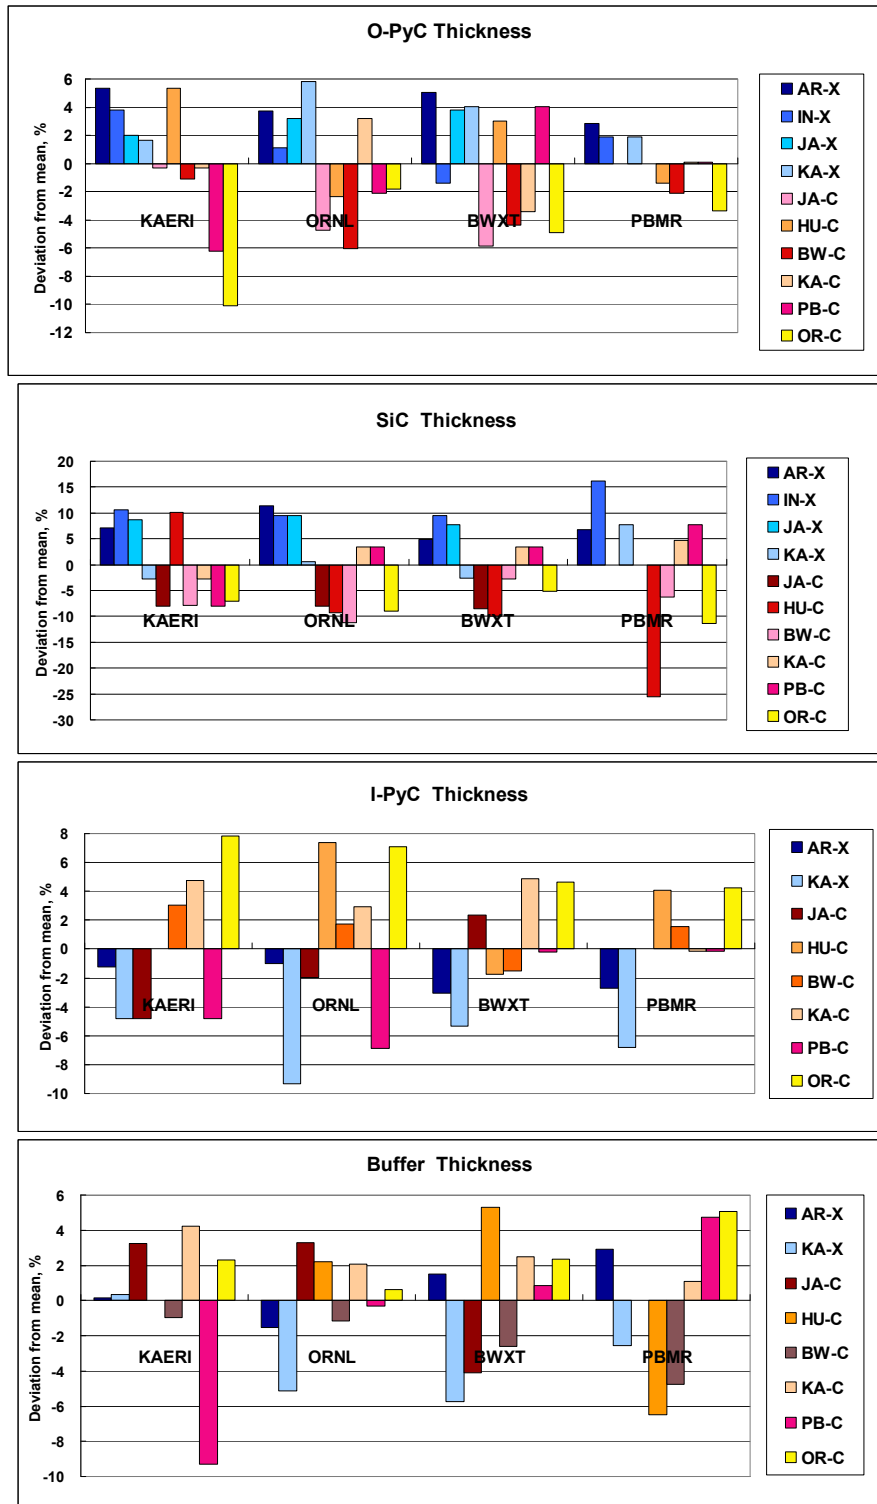 O-PyC Thickness
Deviation from mean, %
6
4
2
0
-2
-4
-6
-8
-10
-12
KAERI
ORNL
BWXT
PBMR
AR-X
IN-X
JA-X
KA-X
JA-C
HU-C
BW-C
KA-C
PB-C
OR-C
SiC Thickness
Deviation from mean, %
20
15
10
5
0
-5
-10
-15
-20
-25
-30
KAERI
ORNL
BWXT
PBMR
AR-X
IN-X
JA-X
KA-X
JA-C
HU-C
BW-C
KA-C
PB-C
OR-C
I-PyC Thickness
Deviation from mean, %
8
6
4
2
0
-2
-4
-6
-8
-10
KAERI
ORNL
BWXT
PBMR
AR-X
KA-X
JA-C
HU-C
BW-C
KA-C
PB-C
OR-C
Buffer Thickness
Deviation from mean, %
6
4
2
0
-2
-4
-6
-8
-10
KAERI
ORNL
BWXT
PBMR
AR-X
KA-X
JA-C
HU-C
BW-C
KA-C
PB-C
OR-C